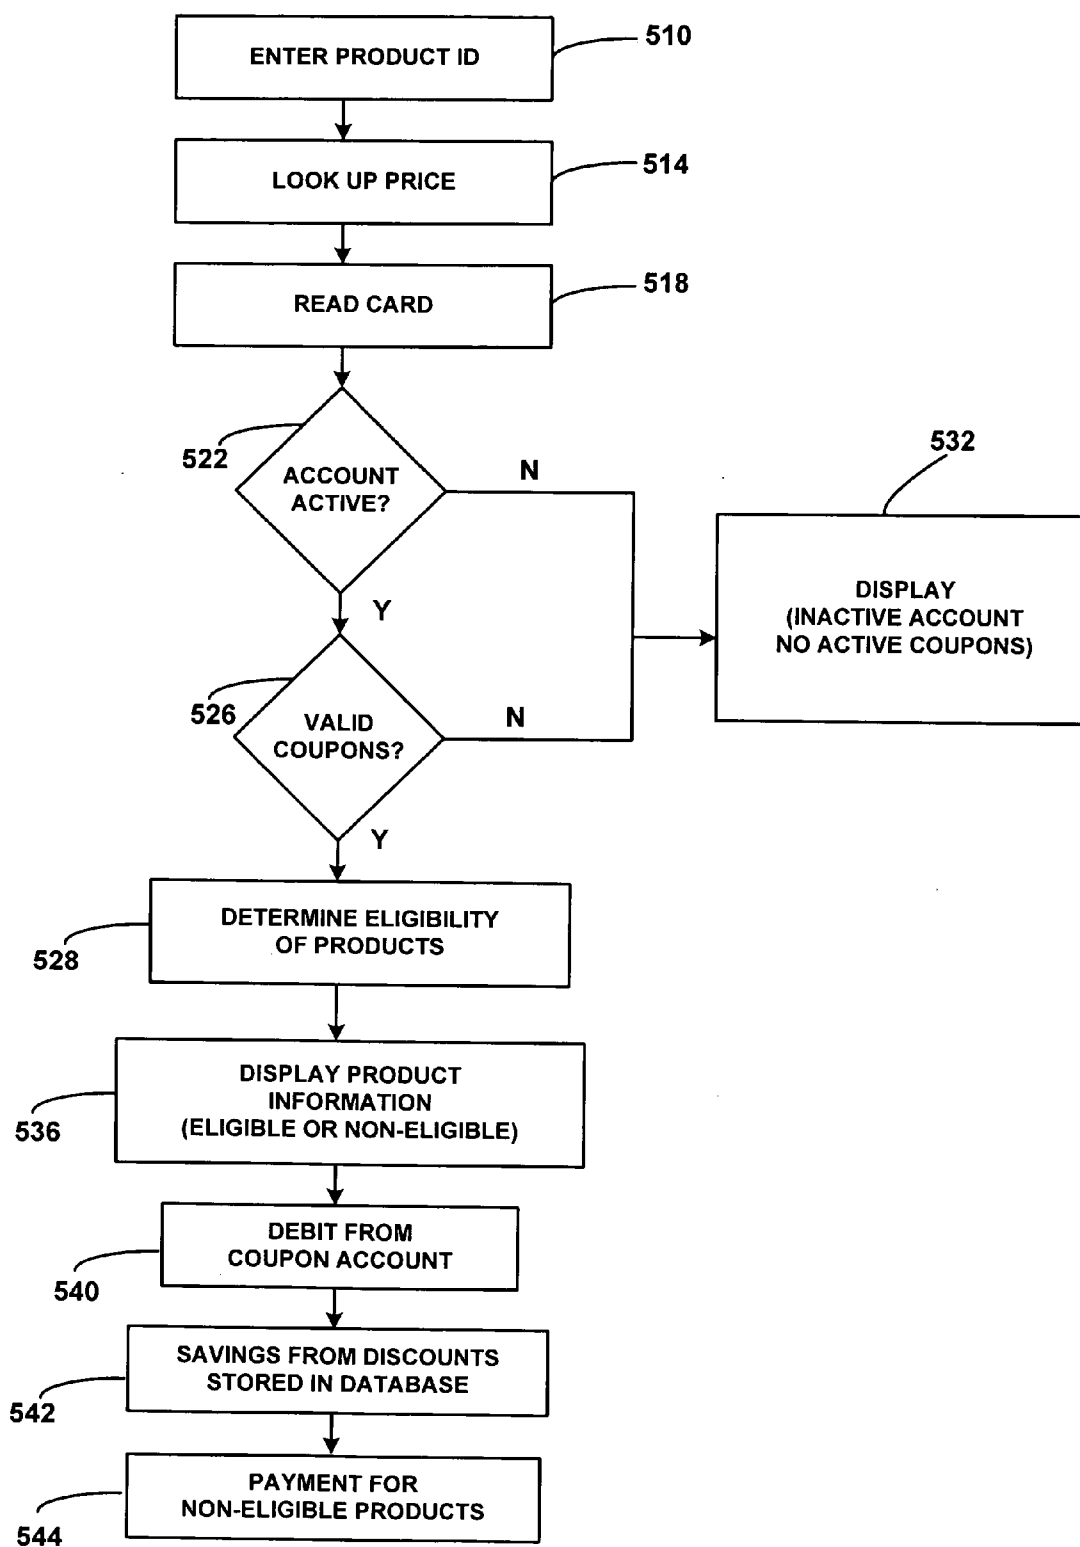 ENTER PRODUCT ID
510
LOOK UP PRICE
514
READ CARD
518
522
ACCOUNT
ACTIVE?
N
Y
532
DISPLAY
(INACTIVE ACCOUNT
NO ACTIVE COUPONS)
526
VALID
COUPONS?
N
Y
DETERMINE ELIGIBILITY
OF PRODUCTS
528
DISPLAY PRODUCT
INFORMATION
(ELIGIBLE OR NON-ELIGIBLE)
536
DEBIT FROM
COUPON ACCOUNT
540
SAVINGS FROM DISCOUNTS
STORED IN DATABASE
542
PAYMENT FOR
NON-ELIGIBLE PRODUCTS
544